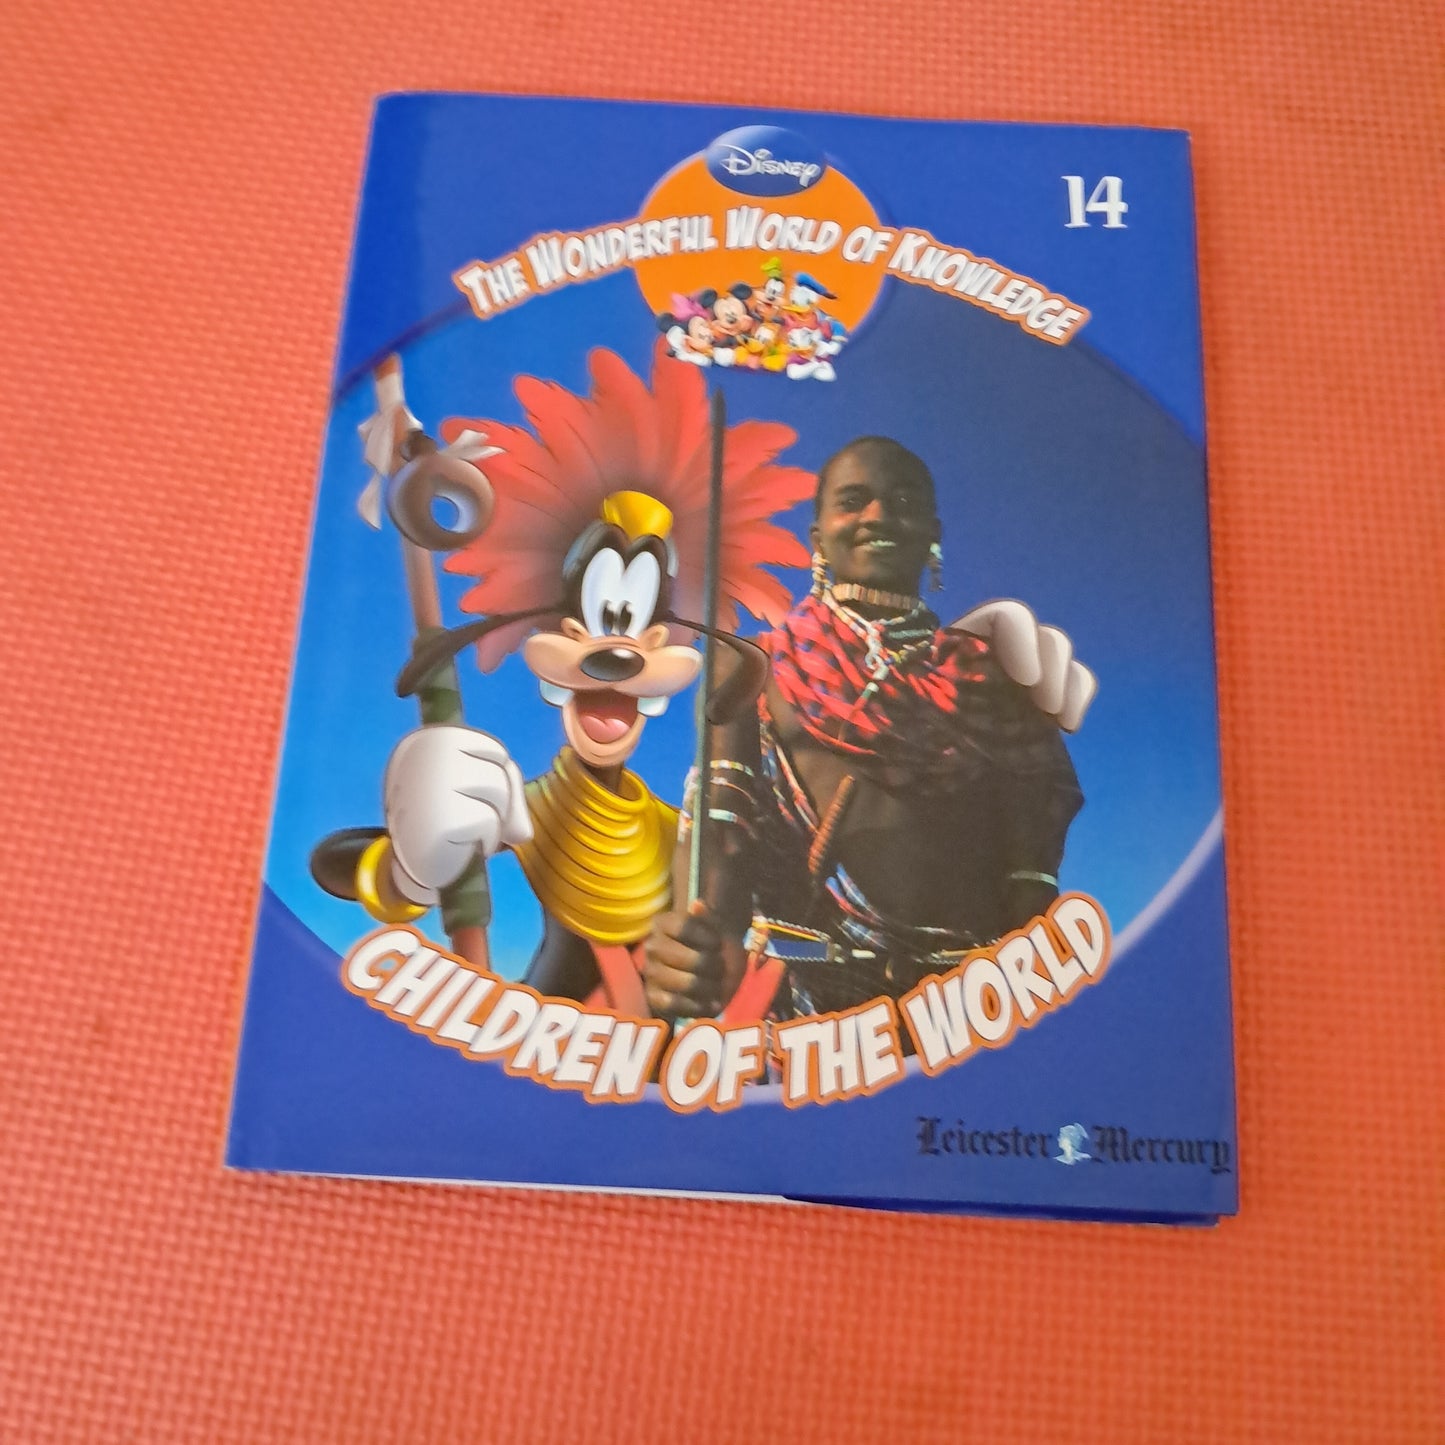 Disney
14
The Wonderful World of Knowledge
Children of the World
Leicester Mercury